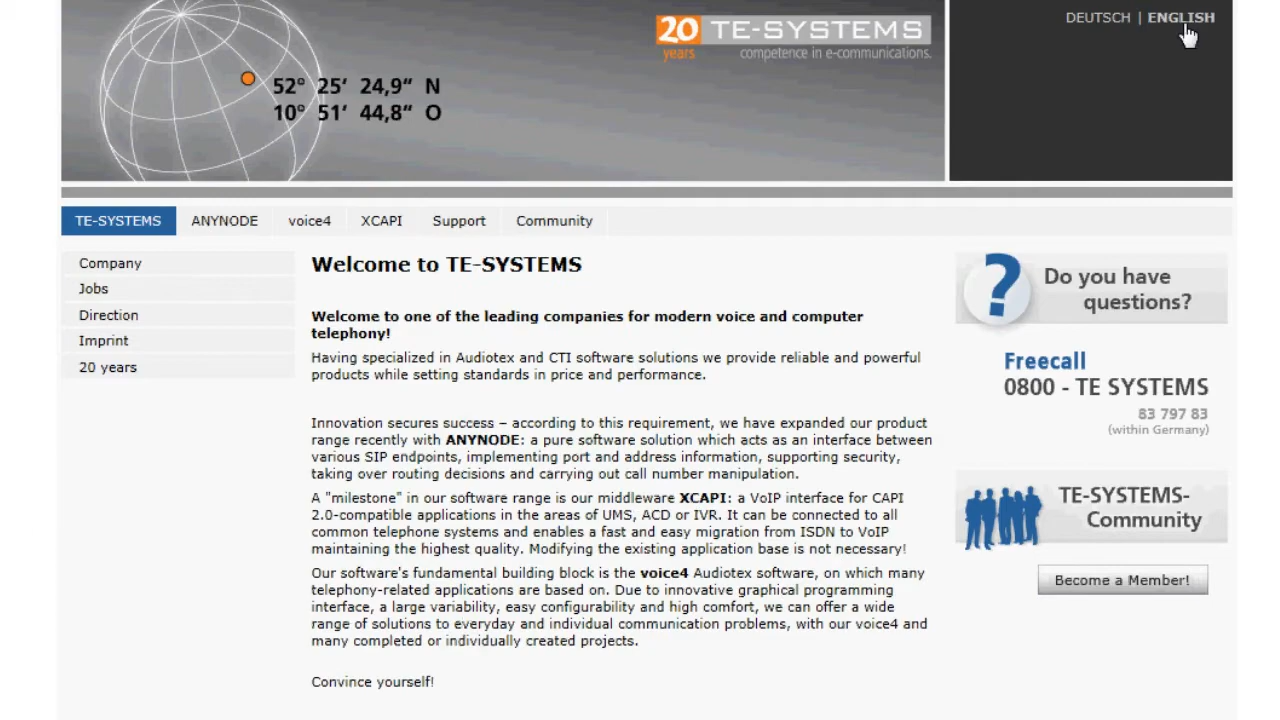 DEUTSCH | ENGLISH
20 TE-SYSTEMS
years competence in e-communications.
52° 25‘ 24,9“ N
10° 51‘ 44,8“ O
TE-SYSTEMS ANYNODE voice4 XCAPI Support Community
Company
Jobs
Direction
Imprint
20 years
Welcome to TE-SYSTEMS
Welcome to one of the leading companies for modern voice and computer
telephony!
Having specialized in Audiotex and CTI software solutions we provide reliable and powerful
products while setting standards in price and performance.
Innovation secures success – according to this requirement, we have expanded our product
range recently with ANYNODE: a pure software solution which acts as an interface between
various SIP endpoints, implementing port and address information, supporting security,
taking over routing decisions and carrying out call number manipulation.
A "milestone" in our software range is our middleware XCAPI: a VoIP interface for CAPI
2.0-compatible applications in the areas of UMS, ACD or IVR. It can be connected to all
common telephone systems and enables a fast and easy migration from ISDN to VoIP
maintaining the highest quality. Modifying the existing application base is not necessary!
Our software's fundamental building block is the voice4 Audiotex software, on which many
telephony-related applications are based on. Due to innovative graphical programming
interface, a large variability, easy configurability and high comfort, we can offer a wide
range of solutions to everyday and individual communication problems, with our voice4 and
many completed or individually created projects.
Convince yourself!
? Do you have
questions?
Freecall
0800 - TE SYSTEMS
83 797 83
(within Germany)
TE-SYSTEMS-
Community
Become a Member!